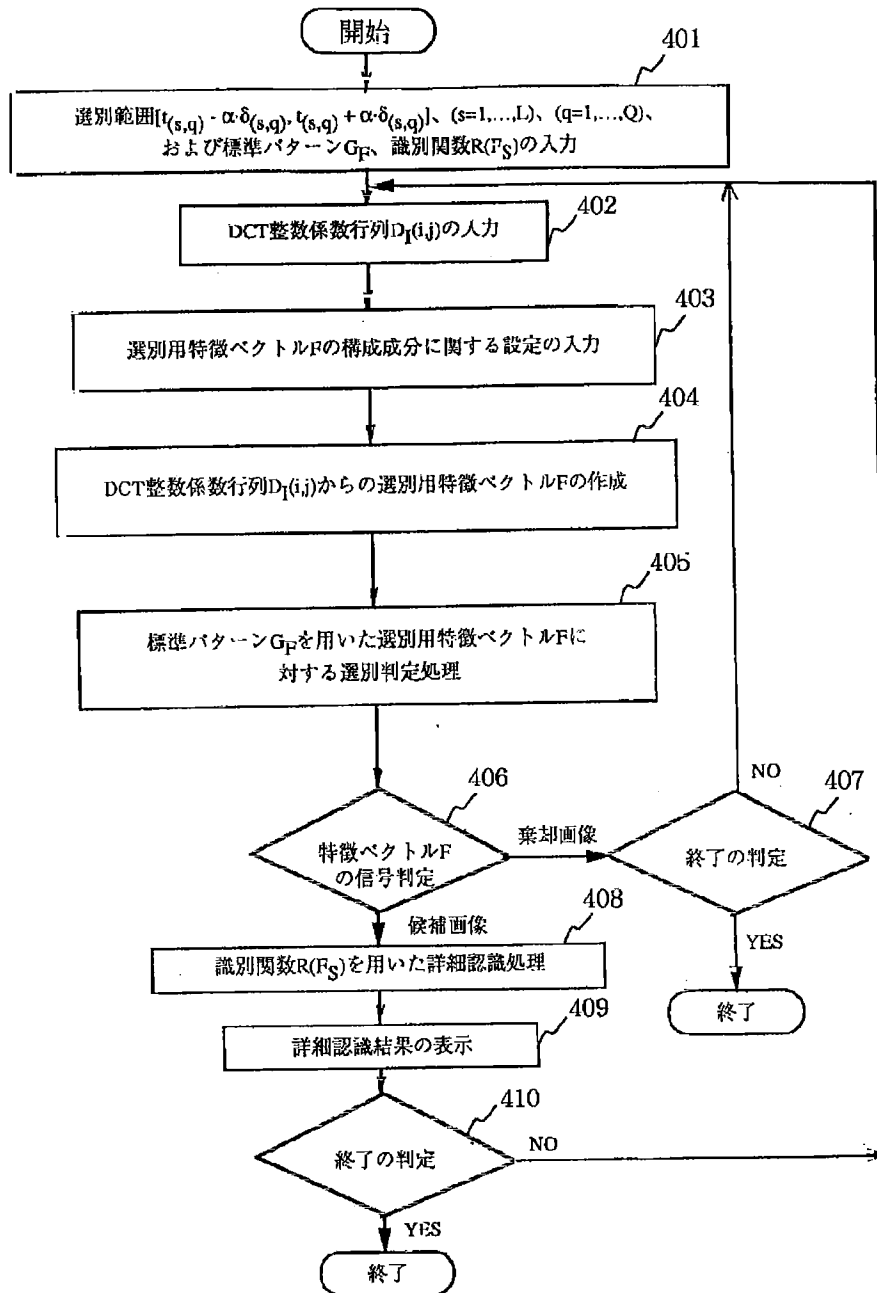 開始
401
選別範囲[t(s,q) - α·δ(s,q), t(s,q) + α·δ(s,q)]、(s=1,...,L)、(q=1,...,Q)、
および標準パターンGF、識別関数R(FS)の入力
402
DCT整数係数行列DI(i,j)の入力
403
選別用特徴ベクトルFの構成成分に関する設定の入力
404
DCT整数係数行列DI(i,j)からの選別用特徴ベクトルFの作成
405
標準パターンGFを用いた選別用特徴ベクトルFに
対する選別判定処理
406
特徴ベクトルF
の信号判定
棄却画像
NO
407
終了の判定
YES
終了
候補画像
408
識別関数R(FS)を用いた詳細認識処理
409
詳細認識結果の表示
410
終了の判定
NO
YES
終了